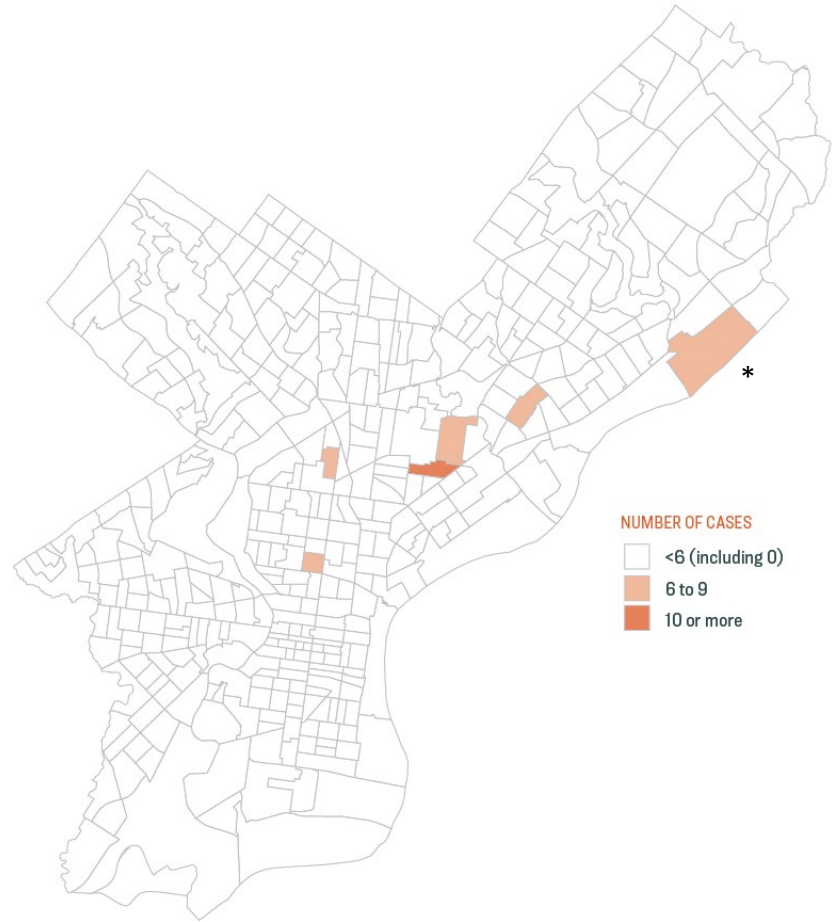 *
NUMBER OF CASES
<6 (including 0)
6 to 9
10 or more